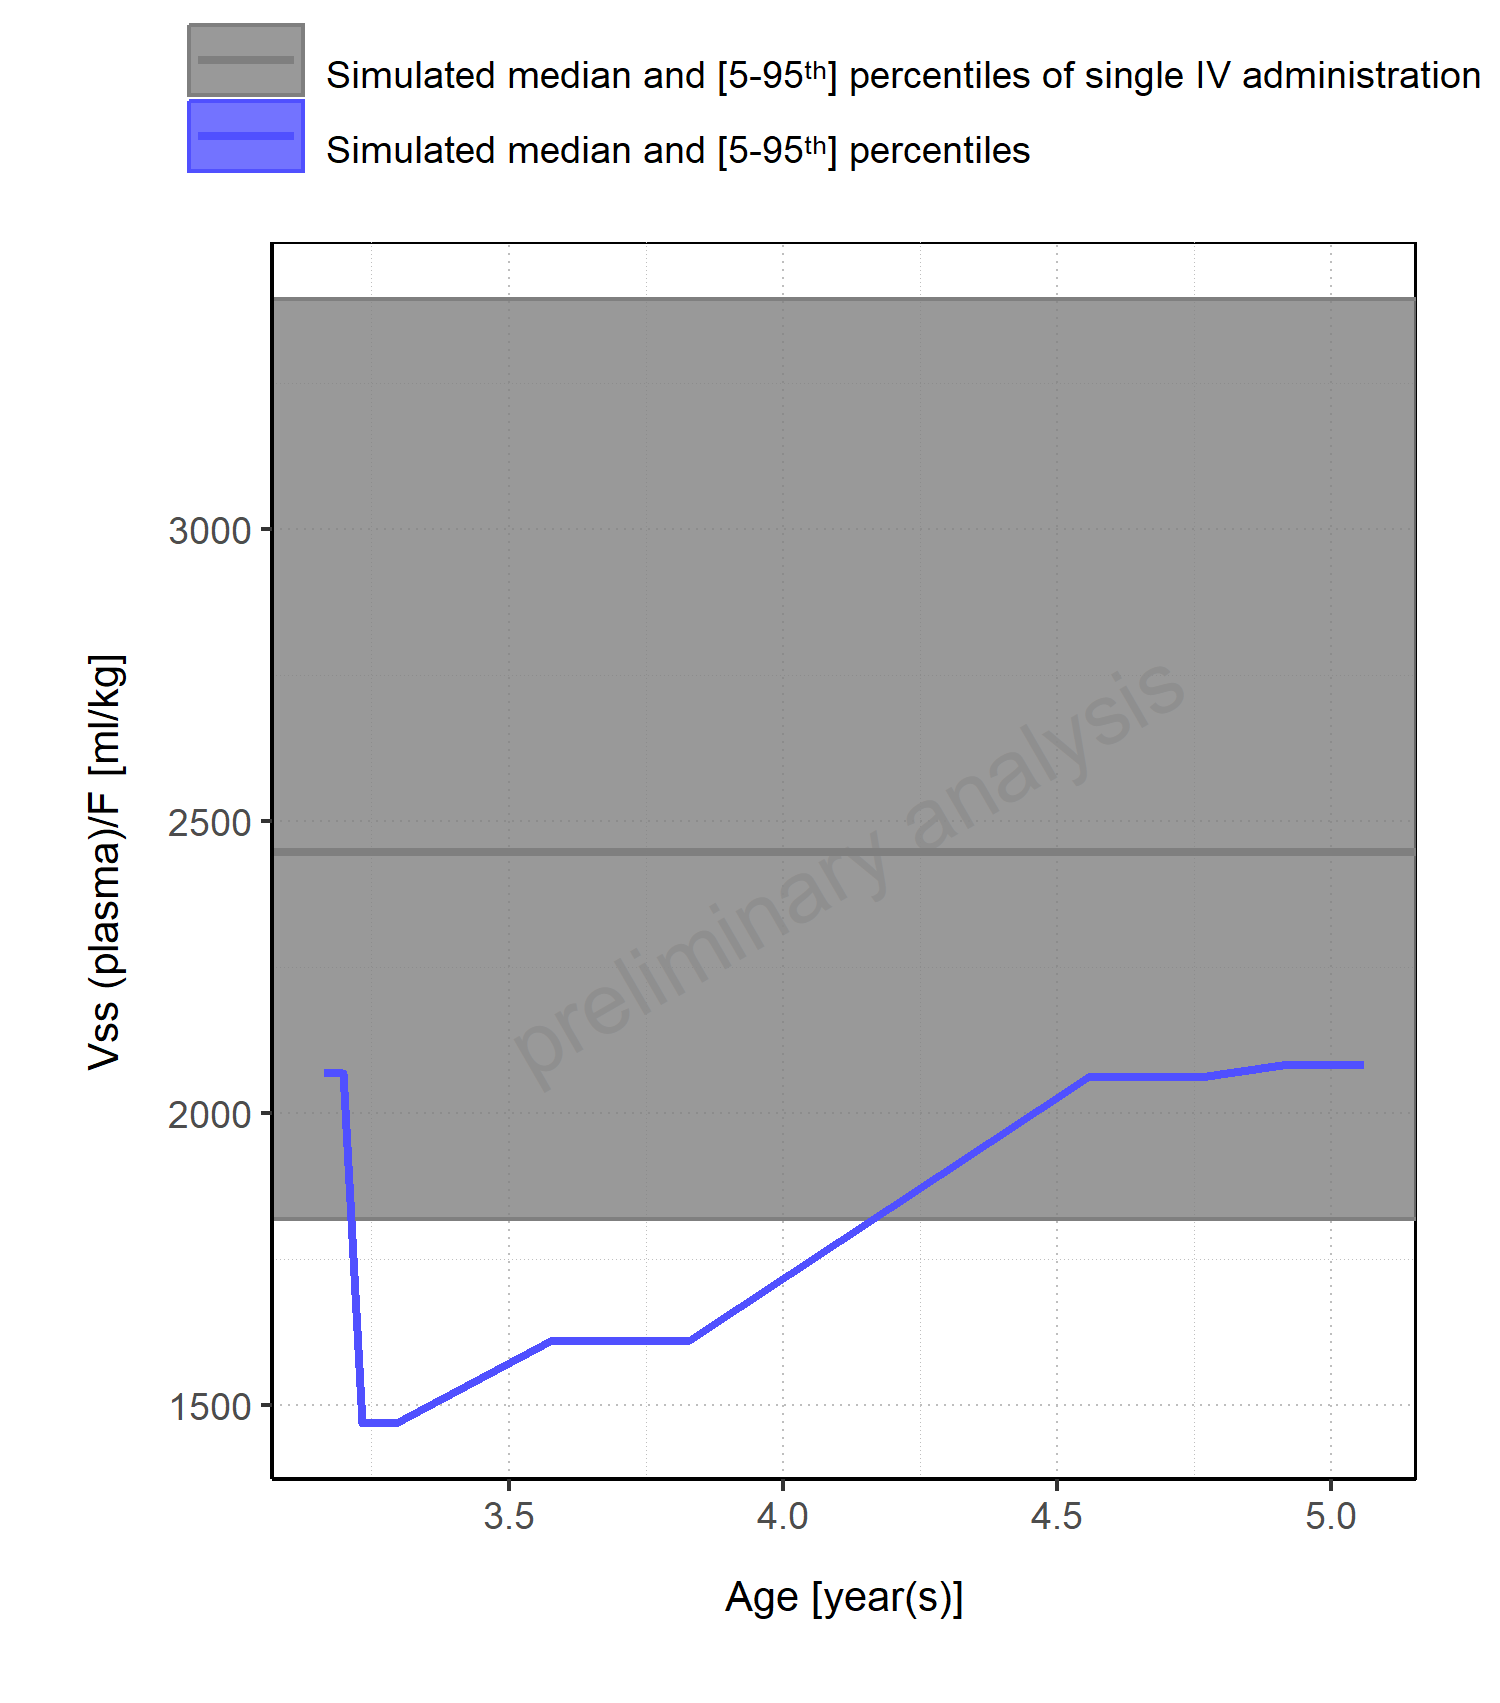 Simulated median and [5-95ᵗʰ] percentiles of single IV administration
Simulated median and [5-95ᵗʰ] percentiles
3000
2500
2000
1500
Vss (plasma)/F [ml/kg]
preliminary analysis
3.5 4.0 4.5 5.0
Age [year(s)]